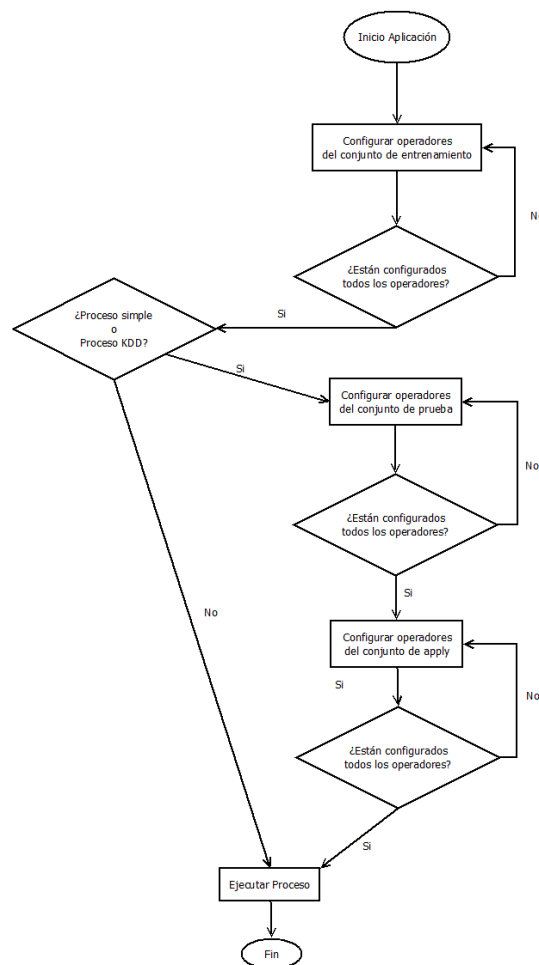 Inicio Aplicación
Configurar operadores
del conjunto de entrenamiento
No
¿Están configurados
todos los operadores?
Si
¿Proceso simple
o
Proceso KDD?
Si
Configurar operadores
del conjunto de prueba
No
¿Están configurados
todos los operadores?
Si
No
Configurar operadores
del conjunto de apply
Si
No
¿Están configurados
todos los operadores?
Si
Ejecutar Proceso
Fin